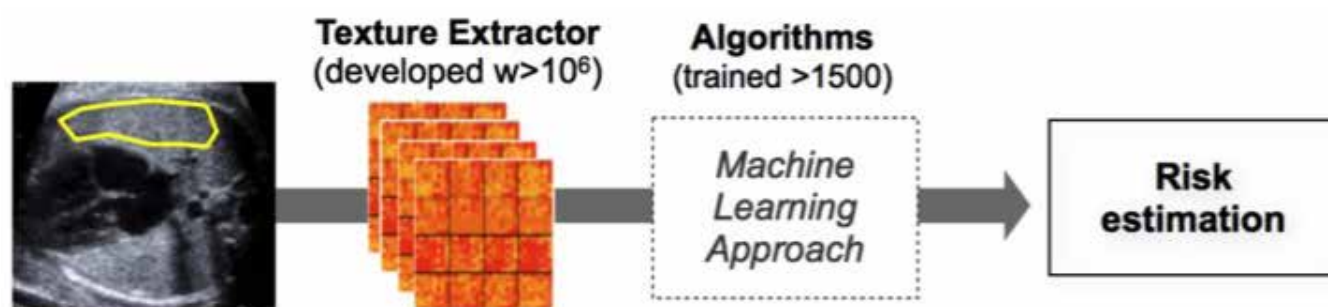 Texture Extractor
(developed w>10⁶)
Algorithms
(trained >1500)
Machine
Learning
Approach
Risk
estimation